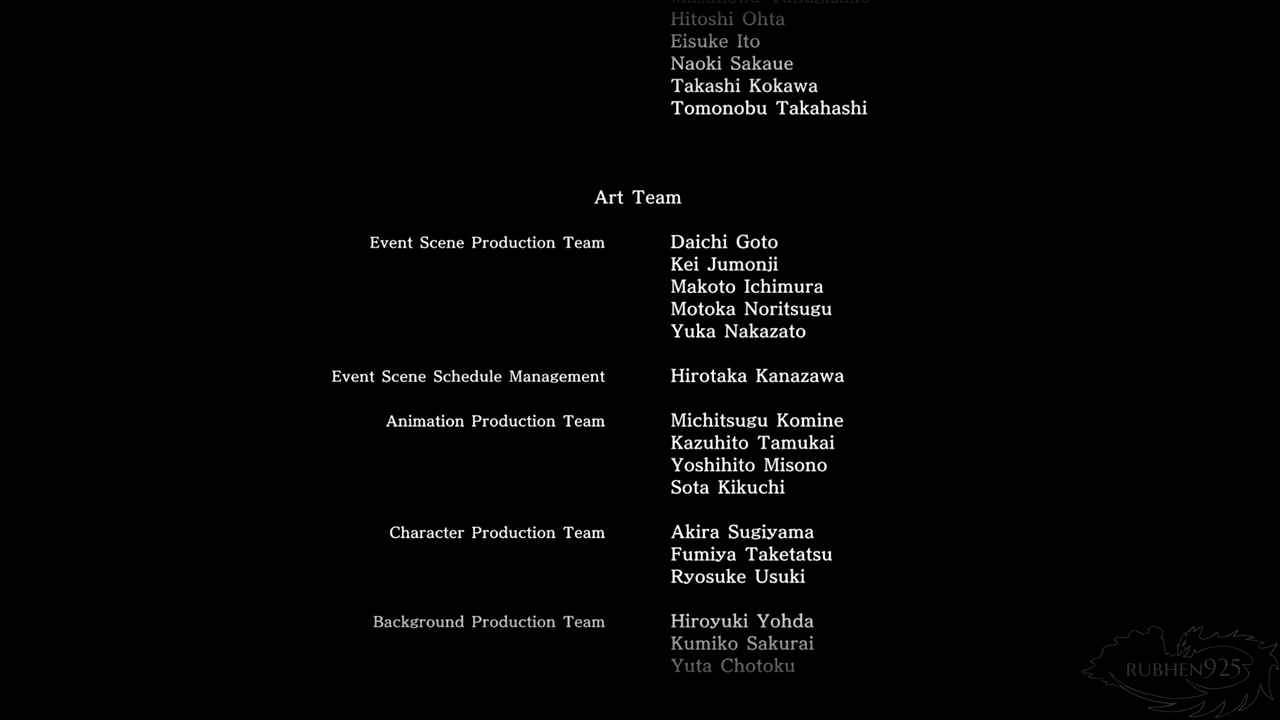 Hitoshi Ohta
Eisuke Ito
Naoki Sakaue
Takashi Kokawa
Tomonobu Takahashi
Art Team
Event Scene Production Team Daichi Goto
Kei Jumonji
Makoto Ichimura
Motoka Noritsugu
Yuka Nakazato
Event Scene Schedule Management Hirotaka Kanazawa
Animation Production Team Michitsugu Komine
Kazuhito Tamukai
Yoshihito Misono
Sota Kikuchi
Character Production Team Akira Sugiyama
Fumiya Taketatsu
Ryosuke Usuki
Background Production Team Hiroyuki Yohda
Kumiko Sakurai
Yuta Chotoku
RUBHEN925